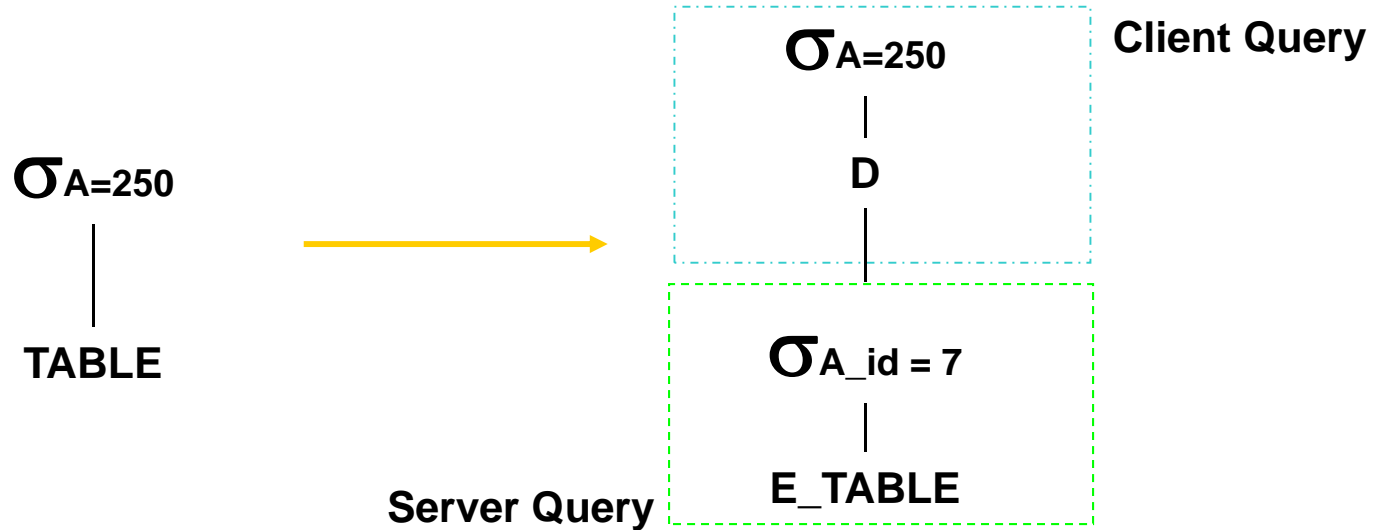 σA=250
TABLE
σA=250
Client Query
D
σA_id = 7
E_TABLE
Server Query